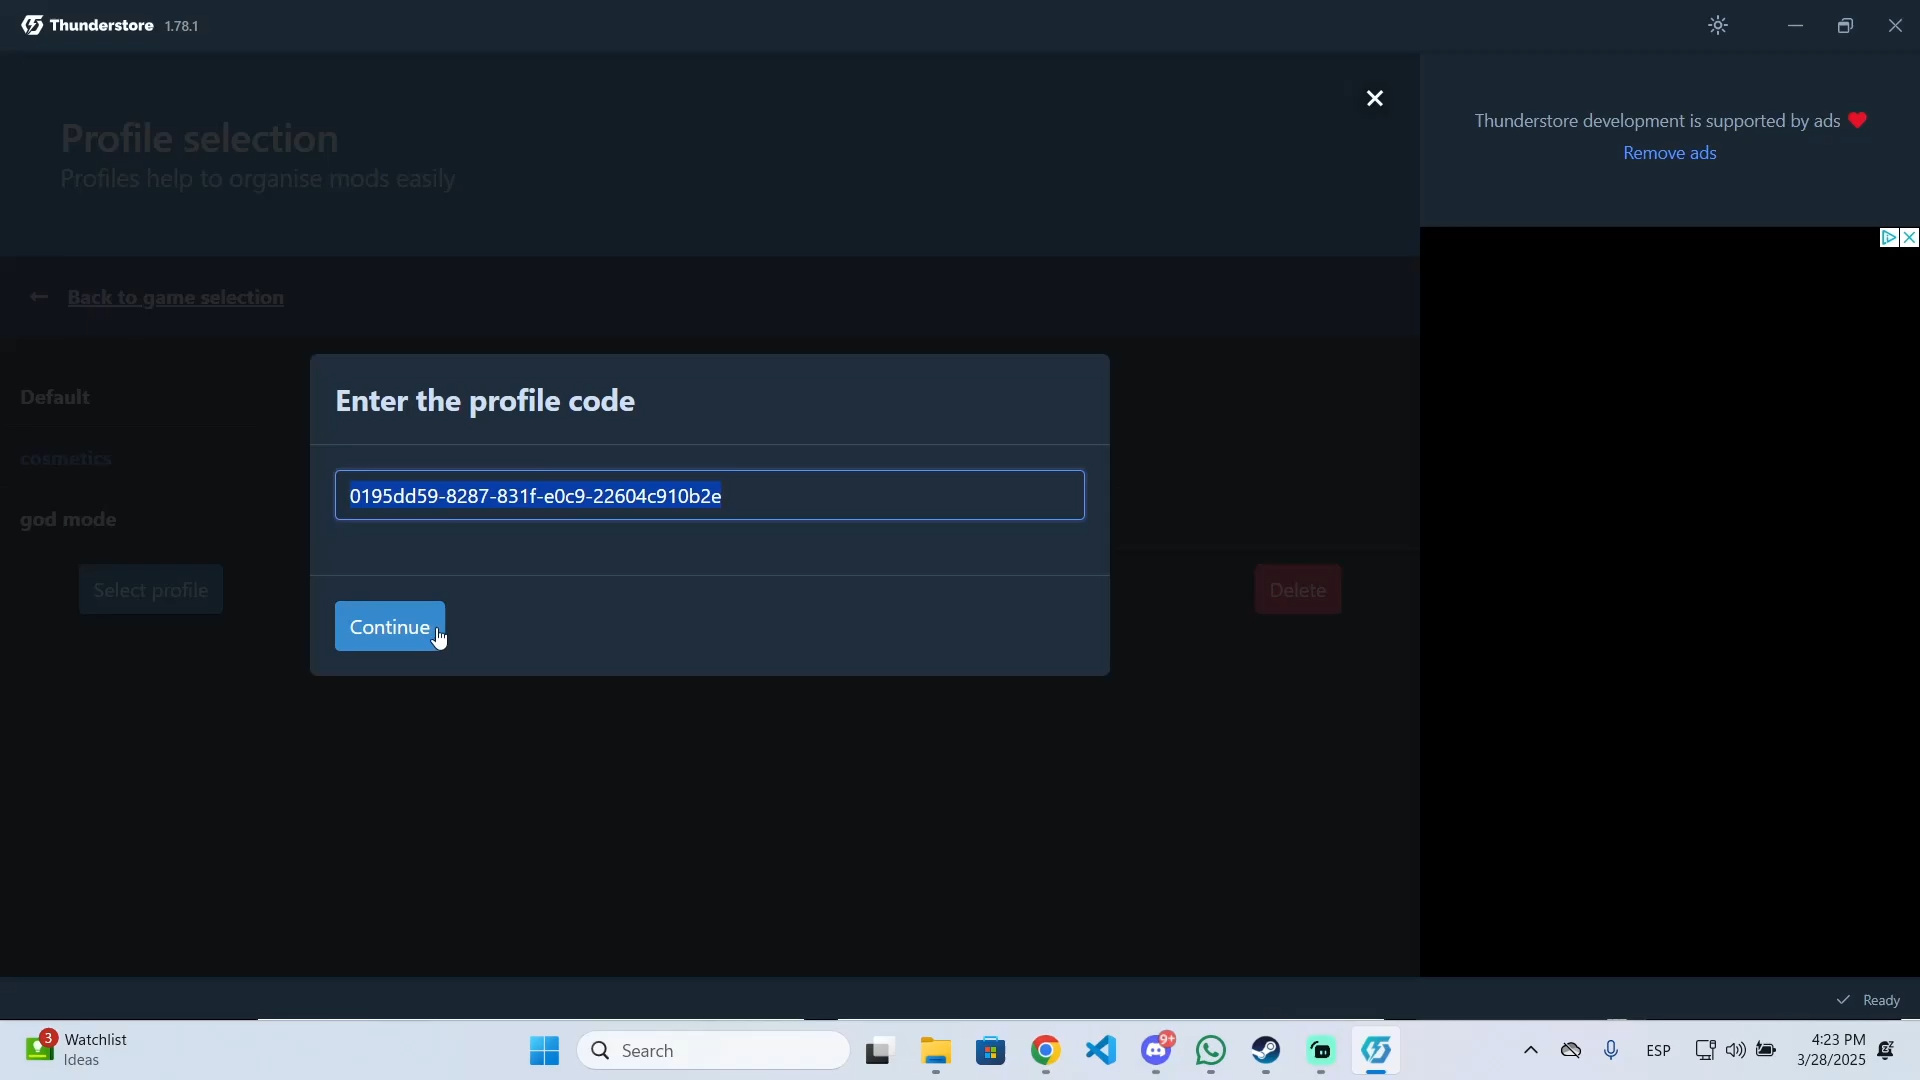 Thunderstore 1.78.1
Profile selection
Profiles help to organise mods easily
Thunderstore development is supported by ads
Remove ads
Back to game selection
Default
cosmetics
god mode
Select profile
Delete
Enter the profile code
0195dd59-8287-831f-e0c9-22604c910b2e
Continue
Ready
3
Watchlist
Ideas
Search
9+
ESP
4:23 PM
3/28/2025